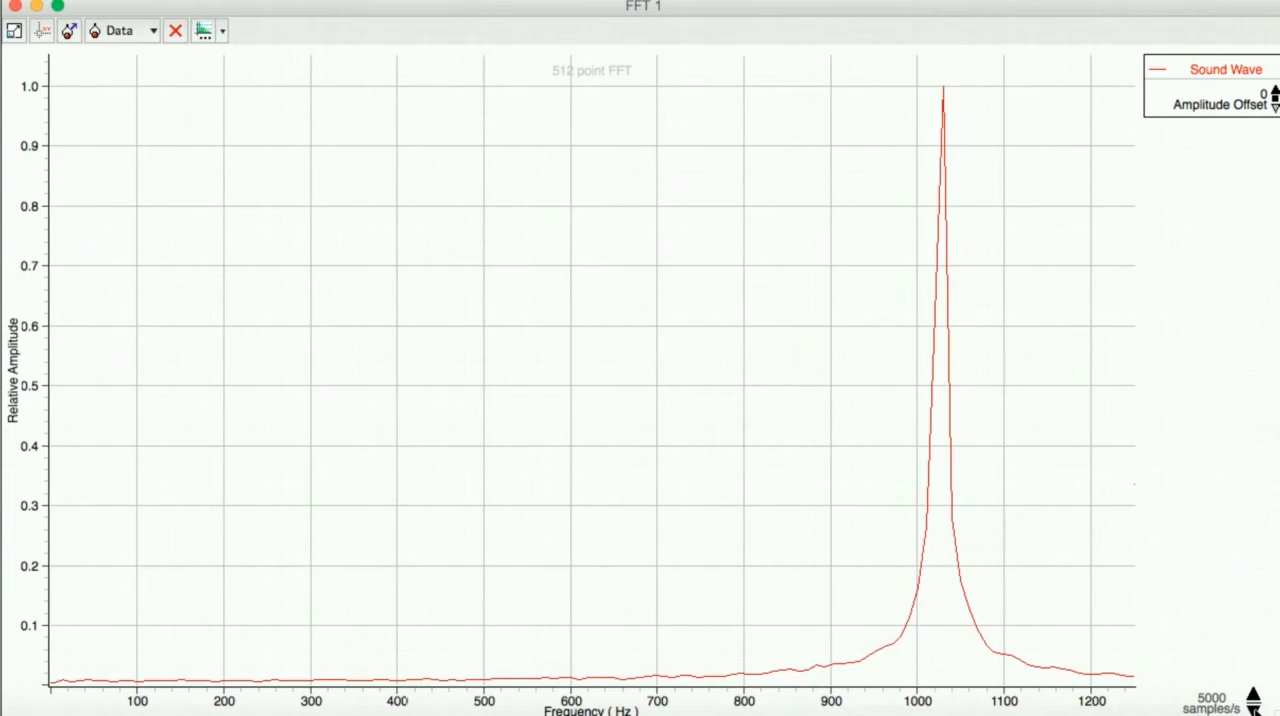 FFT 1
Data
512 point FFT
Sound Wave
0
Amplitude Offset
1.0
0.9
0.8
0.7
0.6
0.5
0.4
0.3
0.2
0.1
Relative Amplitude
100 200 300 400 500 600 700 800 900 1000 1100 1200
Frequency ( Hz )
5000
samples/s